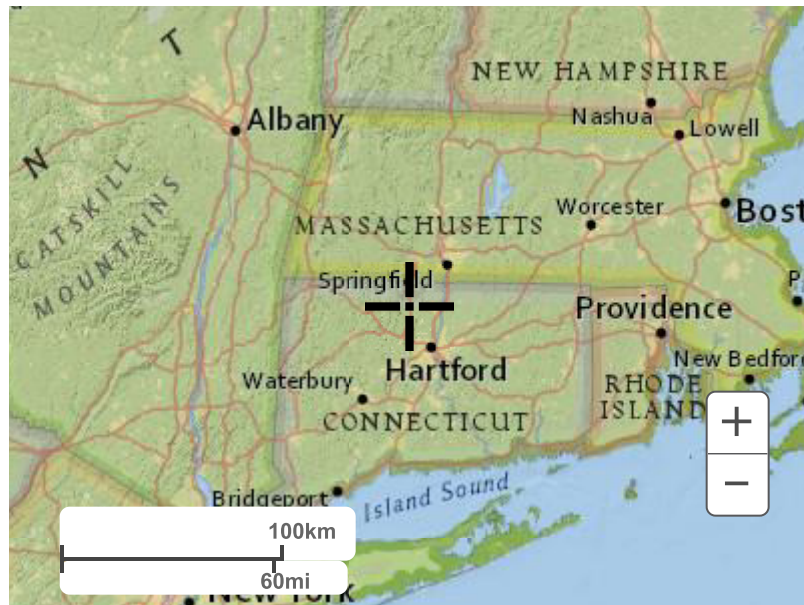 T
NEW HAMPSHIRE
Nashua
Lowell
Albany
N
CATSKILL
MOUNTAINS
Worcester
Bost
MASSACHUSETTS
Springfield
P
Providence
Hartford
New Bedford
Waterbury
RHODE
ISLAND
CONNECTICUT
+
−
Bridgeport
Island Sound
100km
60mi
New York